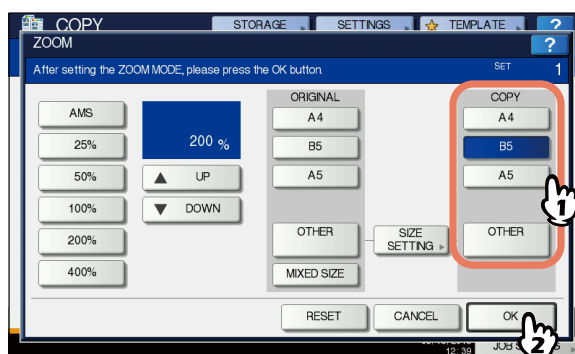 COPY STORAGE SETTINGS TEMPLATE ?
ZOOM ?
After setting the ZOOM MODE, please press the OK button. SET 1
ORIGINAL COPY
AMS A4 A4
25% 200 % B5 B5
50% UP A5 A5
1
100% DOWN
200% OTHER SIZE SETTING OTHER
400% MIXED SIZE
RESET CANCEL OK
2
12:39 JOB S